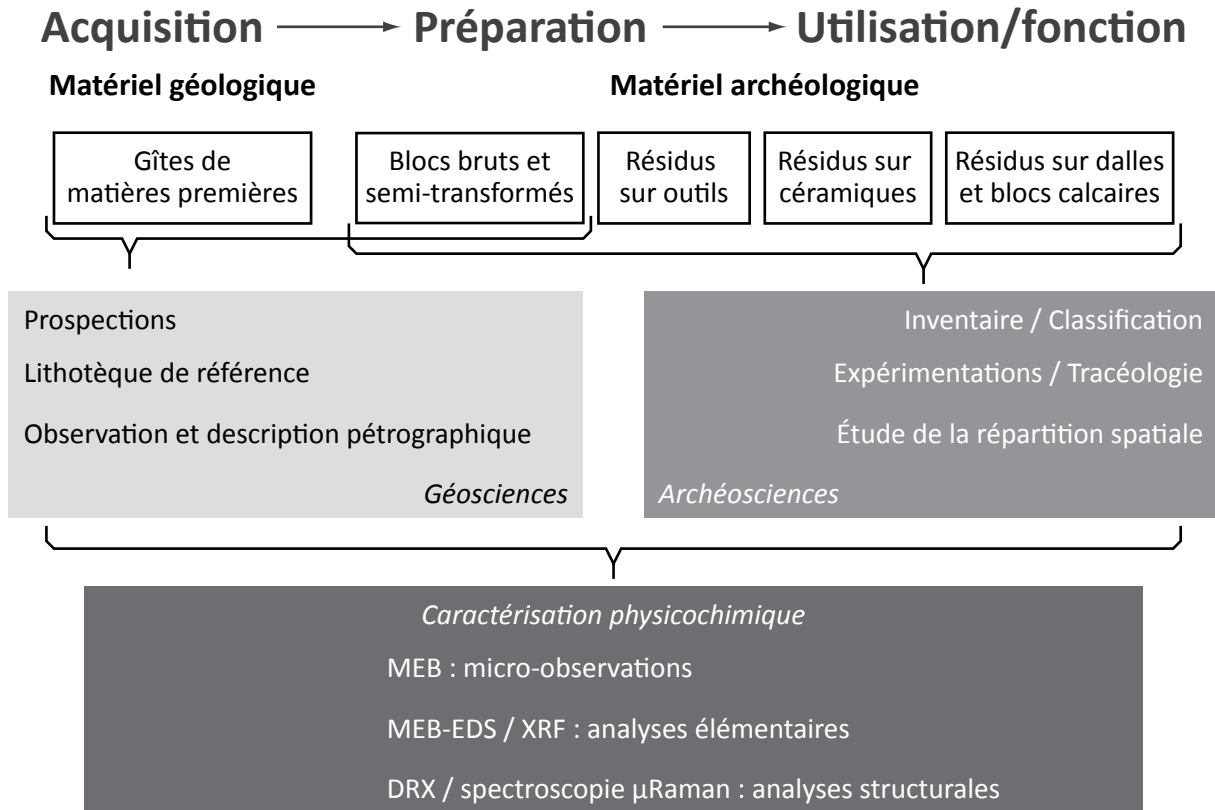 Acquisition → Préparation → Utilisation/fonction
Matériel géologique
Matériel archéologique
Gîtes de
matières premières
Blocs bruts et
semi-transformés
Résidus
sur outils
Résidus sur
céramiques
Résidus sur dalles
et blocs calcaires
Prospections
Lithotèque de référence
Observation et description pétrographique
Géosciences
Inventaire / Classification
Expérimentations / Tracéologie
Étude de la répartition spatiale
Archéosciences
Caractérisation physicochimique
MEB : micro-observations
MEB-EDS / XRF : analyses élémentaires
DRX / spectroscopie µRaman : analyses structurales